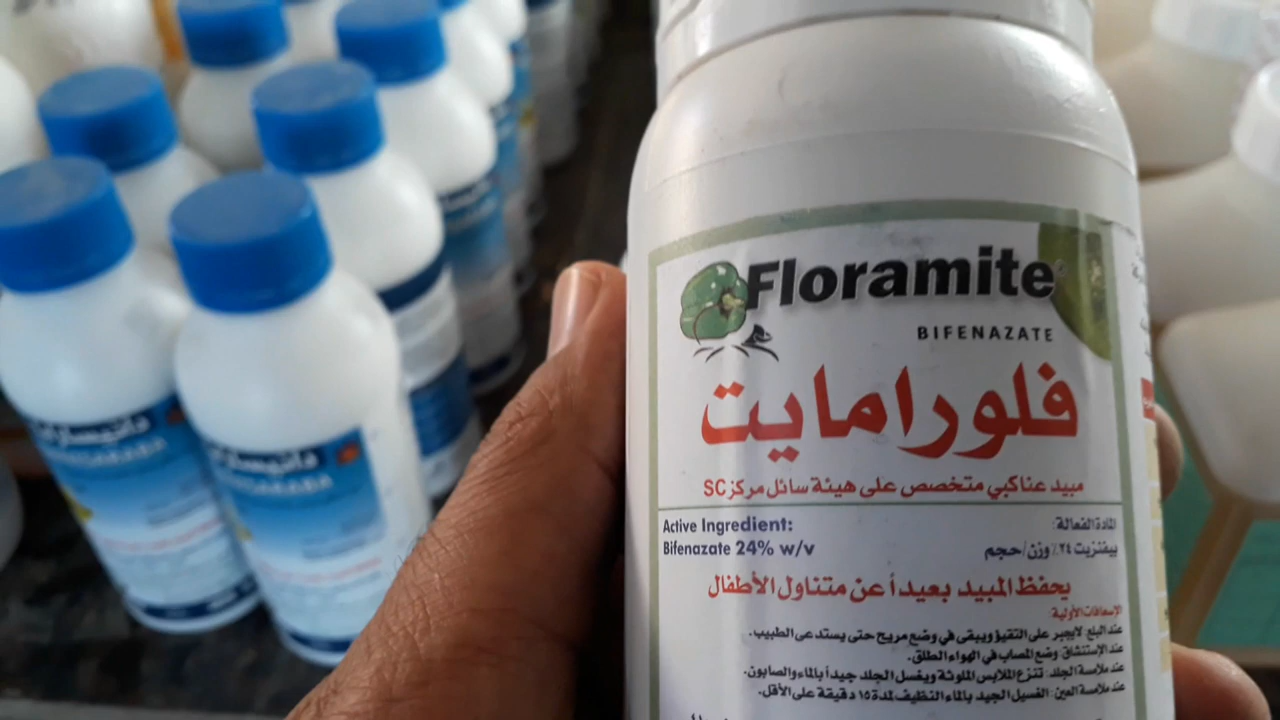 Floramite®
BIFENAZATE
فلورامايت
مبيد عناكبي متخصص على هيئة سائل مركز SC
Active Ingredient:
Bifenazate 24% w/v
المادة الفعالة:
بيفنزيت ٢٤٪ وزن/حجم
يحفظ المبيد بعيداً عن متناول الأطفال
الإسعافات الأولية:
عند البلع: لايجبر على التقيؤ ويبقى في وضع مريح حتى يستدعى الطبيب.
عند الإستنشاق: وضع المصاب في الهواء الطلق.
عند ملامسة الجلد: تنزع الملابس الملوثة ويغسل الجلد جيداً بالماء والصابون.
عند ملامسة العين: الغسيل الجيد بالماء النظيف لمدة ١٥ دقيقة على الأقل.